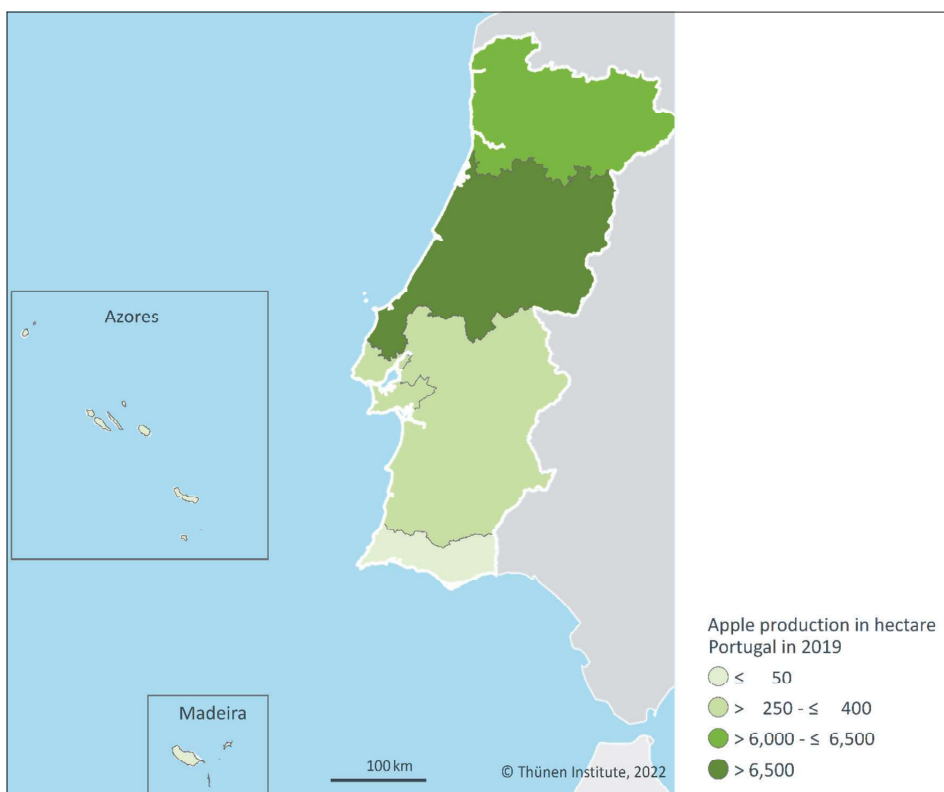 Azores
Madeira
100 km
© Thünen Institute, 2022
Apple production in hectare
Portugal in 2019
≤ 50
> 250 - ≤ 400
> 6,000 - ≤ 6,500
> 6,500